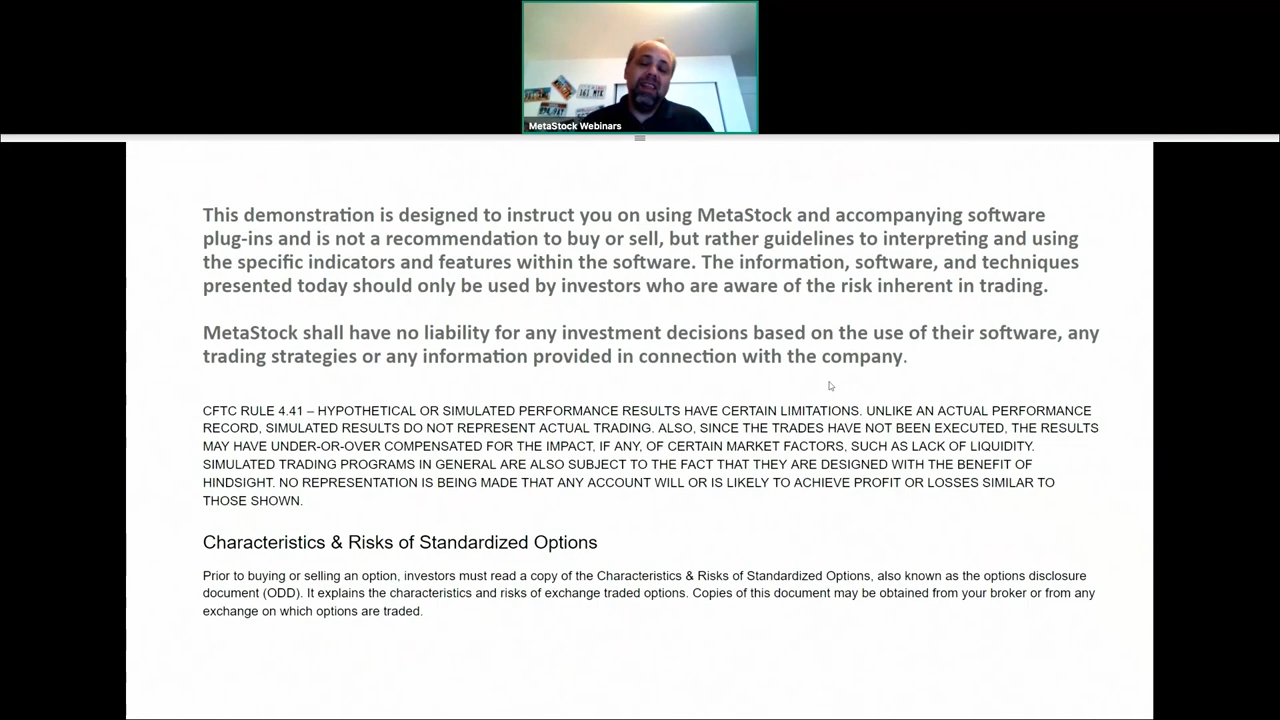 MetaStock Webinars
This demonstration is designed to instruct you on using MetaStock and accompanying software
plug-ins and is not a recommendation to buy or sell, but rather guidelines to interpreting and using
the specific indicators and features within the software. The information, software, and techniques
presented today should only be used by investors who are aware of the risk inherent in trading.
MetaStock shall have no liability for any investment decisions based on the use of their software, any
trading strategies or any information provided in connection with the company.
CFTC RULE 4.41 – HYPOTHETICAL OR SIMULATED PERFORMANCE RESULTS HAVE CERTAIN LIMITATIONS. UNLIKE AN ACTUAL PERFORMANCE
RECORD, SIMULATED RESULTS DO NOT REPRESENT ACTUAL TRADING. ALSO, SINCE THE TRADES HAVE NOT BEEN EXECUTED, THE RESULTS
MAY HAVE UNDER-OR-OVER COMPENSATED FOR THE IMPACT, IF ANY, OF CERTAIN MARKET FACTORS, SUCH AS LACK OF LIQUIDITY.
SIMULATED TRADING PROGRAMS IN GENERAL ARE ALSO SUBJECT TO THE FACT THAT THEY ARE DESIGNED WITH THE BENEFIT OF
HINDSIGHT. NO REPRESENTATION IS BEING MADE THAT ANY ACCOUNT WILL OR IS LIKELY TO ACHIEVE PROFIT OR LOSSES SIMILAR TO
THOSE SHOWN.
Characteristics & Risks of Standardized Options
Prior to buying or selling an option, investors must read a copy of the Characteristics & Risks of Standardized Options, also known as the options disclosure
document (ODD). It explains the characteristics and risks of exchange traded options. Copies of this document may be obtained from your broker or from any
exchange on which options are traded.